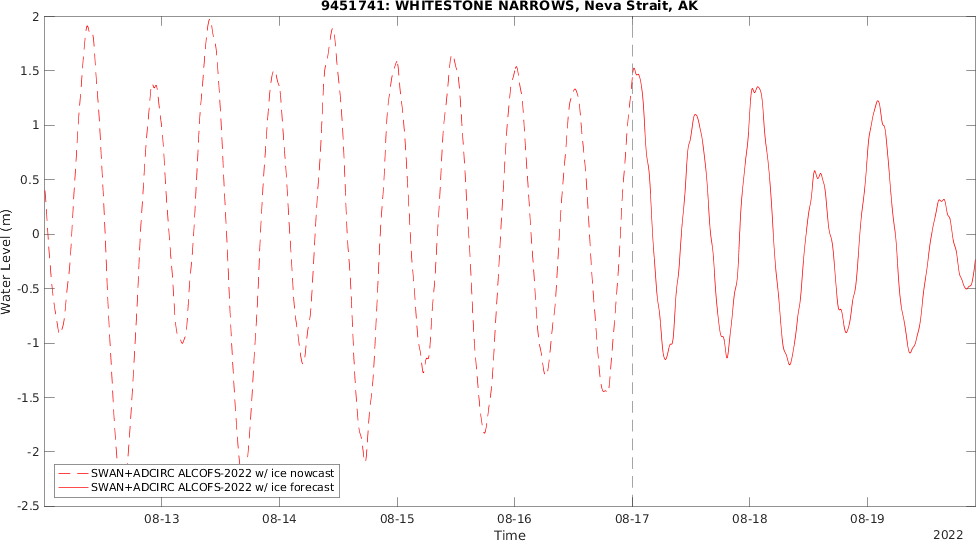 9451741: WHITESTONE NARROWS, Neva Strait, AK
2
1.5
1
0.5
0
-0.5
-1
-1.5
-2
-2.5
Water Level (m)
SWAN+ADCIRC ALCOFS-2022 w/ ice nowcast
SWAN+ADCIRC ALCOFS-2022 w/ ice forecast
08-13 08-14 08-15 08-16 08-17 08-18 08-19
Time
2022